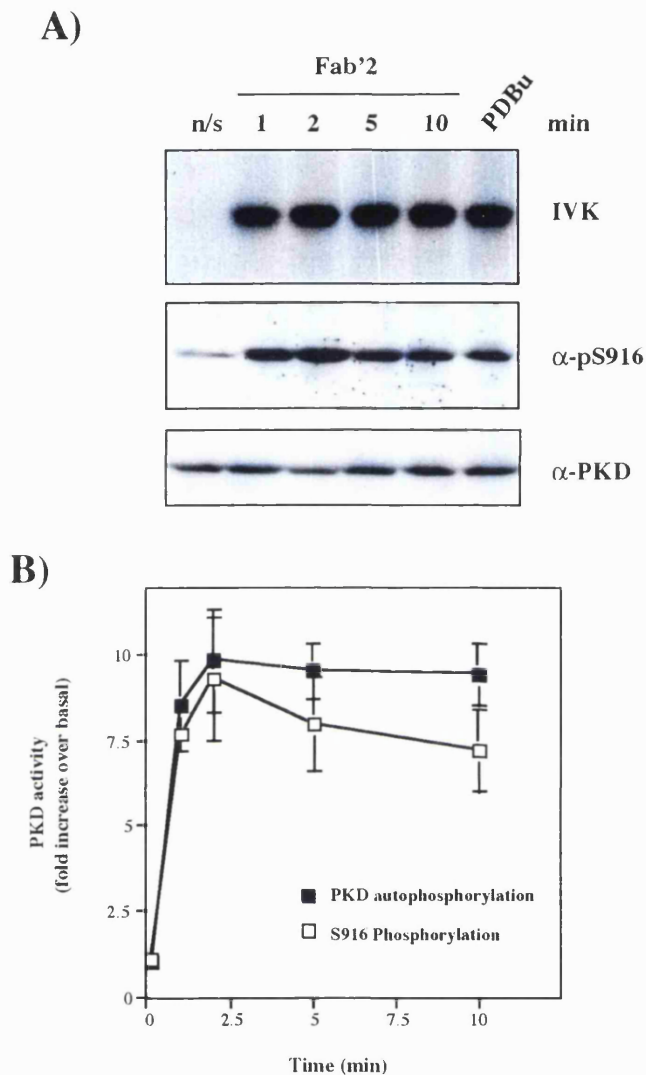 A)
Fab'2
PDBu
n/s 1 2 5 10 min
IVK
α-pS916
α-PKD
B)
10
7.5
5
2.5
0
PKD activity
(fold increase over basal)
PKD autophosphorylation
S916 Phosphorylation
0 2.5 5 7.5 10
Time (min)